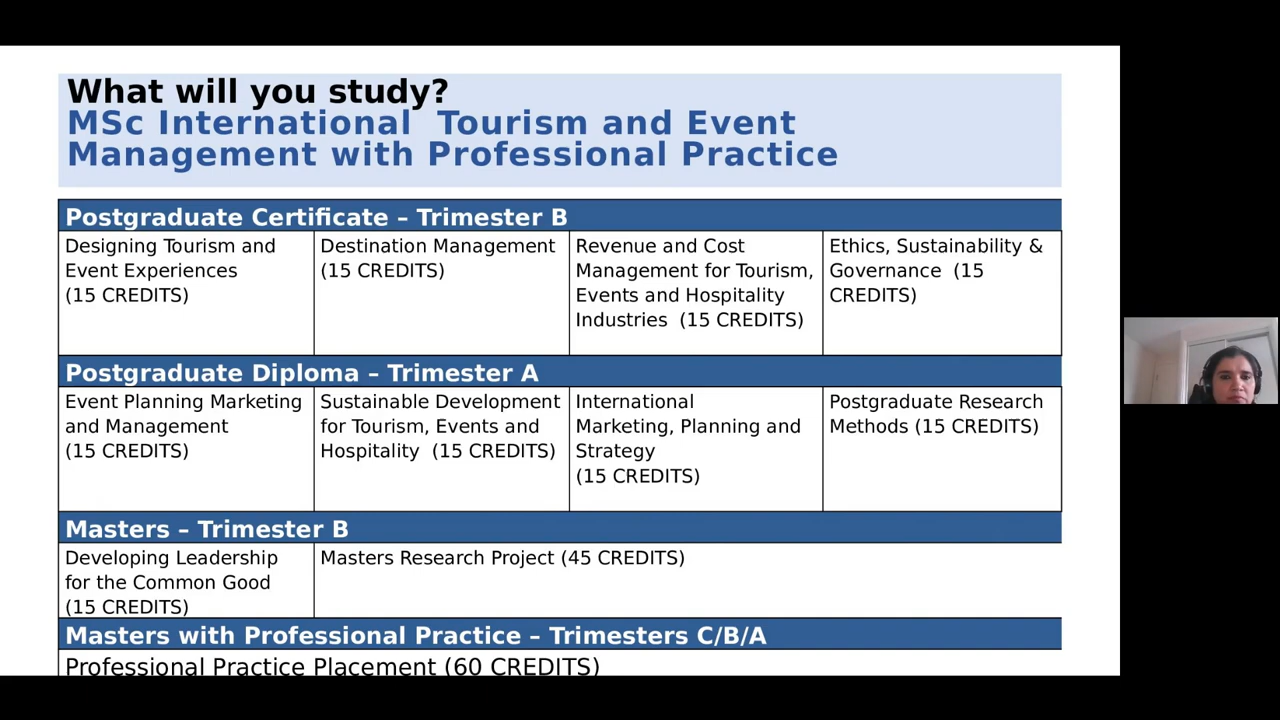 What will you study?
MSc International  Tourism and Event
Management with Professional Practice
Postgraduate Certificate – Trimester B
Designing Tourism and
Event Experiences
(15 CREDITS)
Destination Management
(15 CREDITS)
Revenue and Cost
Management for Tourism,
Events and Hospitality
Industries  (15 CREDITS)
Ethics, Sustainability &
Governance  (15
CREDITS)
Postgraduate Diploma – Trimester A
Event Planning Marketing
and Management
(15 CREDITS)
Sustainable Development
for Tourism, Events and
Hospitality  (15 CREDITS)
International
Marketing, Planning and
Strategy
(15 CREDITS)
Postgraduate Research
Methods (15 CREDITS)
Masters – Trimester B
Developing Leadership
for the Common Good
(15 CREDITS)
Masters Research Project (45 CREDITS)
Masters with Professional Practice – Trimesters C/B/A
Professional Practice Placement (60 CREDITS)